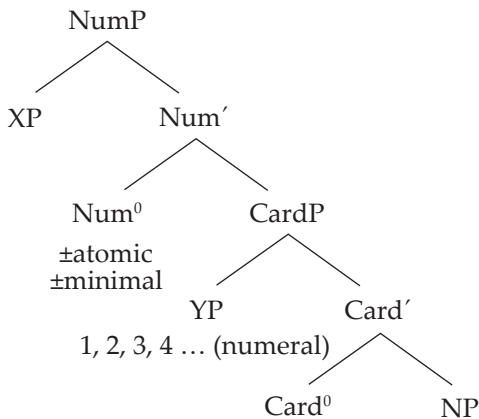 NumP
XP Num′
Num⁰ CardP
±atomic
±minimal
YP Card′
1, 2, 3, 4 … (numeral)
Card⁰ NP